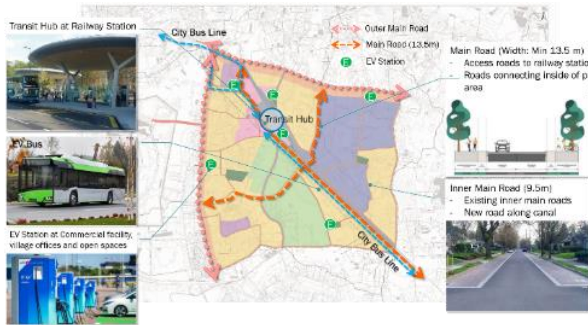 Transit Hub at Railway Station
City Bus Line
Outer Main Road
Main Road (13.5m)
E EV Station
Main Road (Width: Min 13.5 m)
- Access roads to railway statio
- Roads connecting inside of p
area
E
E
E
Transit Hub
E
E
E
EV Bus
Inner Main Road (9.5m)
- Existing inner main roads
- New road along canal
EV Station at Commercial facility,
village offices and open spaces
City Bus Line